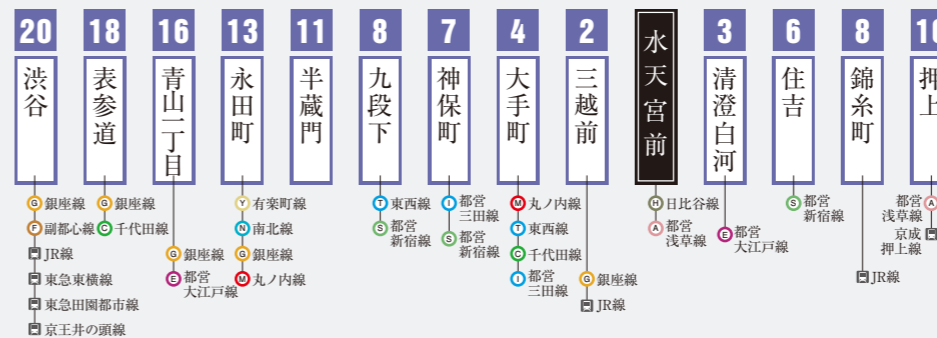 20
渋谷
G 銀座線
F 副都心線
JR線
東急東横線
東急田園都市線
京王井の頭線
18
表参道
G 銀座線
C 千代田線
16
青山一丁目
G 銀座線
E 都営
大江戸線
13
永田町
Y 有楽町線
N 南北線
G 銀座線
M 丸ノ内線
11
半蔵門
8
九段下
T 東西線
S 都営
新宿線
7
神保町
I 都営
三田線
S 都営
新宿線
4
大手町
M 丸ノ内線
T 東西線
C 千代田線
I 都営
三田線
2
三越前
G 銀座線
JR線
水天宮前
H 日比谷線
A 都営
浅草線
3
清澄白河
E 都営
大江戸線
6
住吉
S 都営
新宿線
8
錦糸町
JR線
10
押上
都営 A
浅草線
京成
押上線